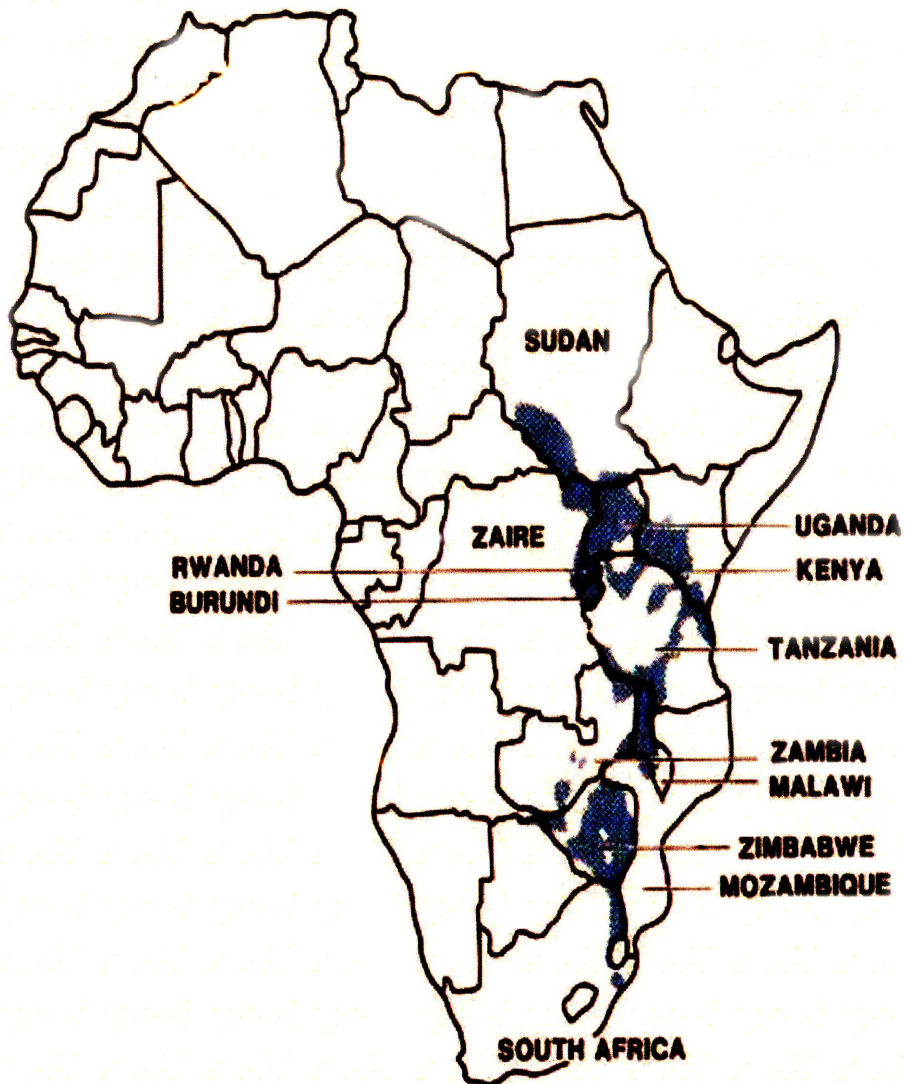 SUDAN
ZAIRE
UGANDA
RWANDA
KENYA
BURUNDI
TANZANIA
ZAMBIA
MALAWI
ZIMBABWE
MOZAMBIQUE
SOUTH AFRICA